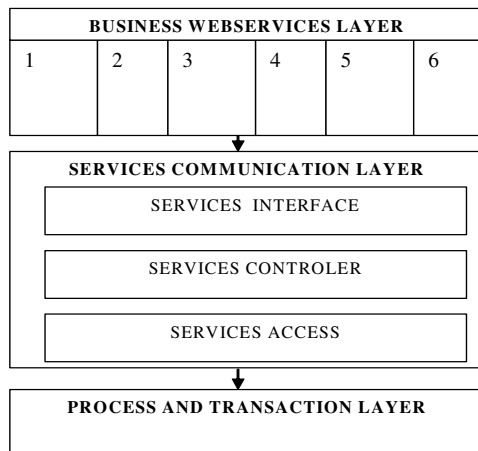 BUSINESS WEBSERVICES LAYER
1 2 3 4 5 6
SERVICES COMMUNICATION LAYER
SERVICES INTERFACE
SERVICES CONTROLER
SERVICES ACCESS
PROCESS AND TRANSACTION LAYER